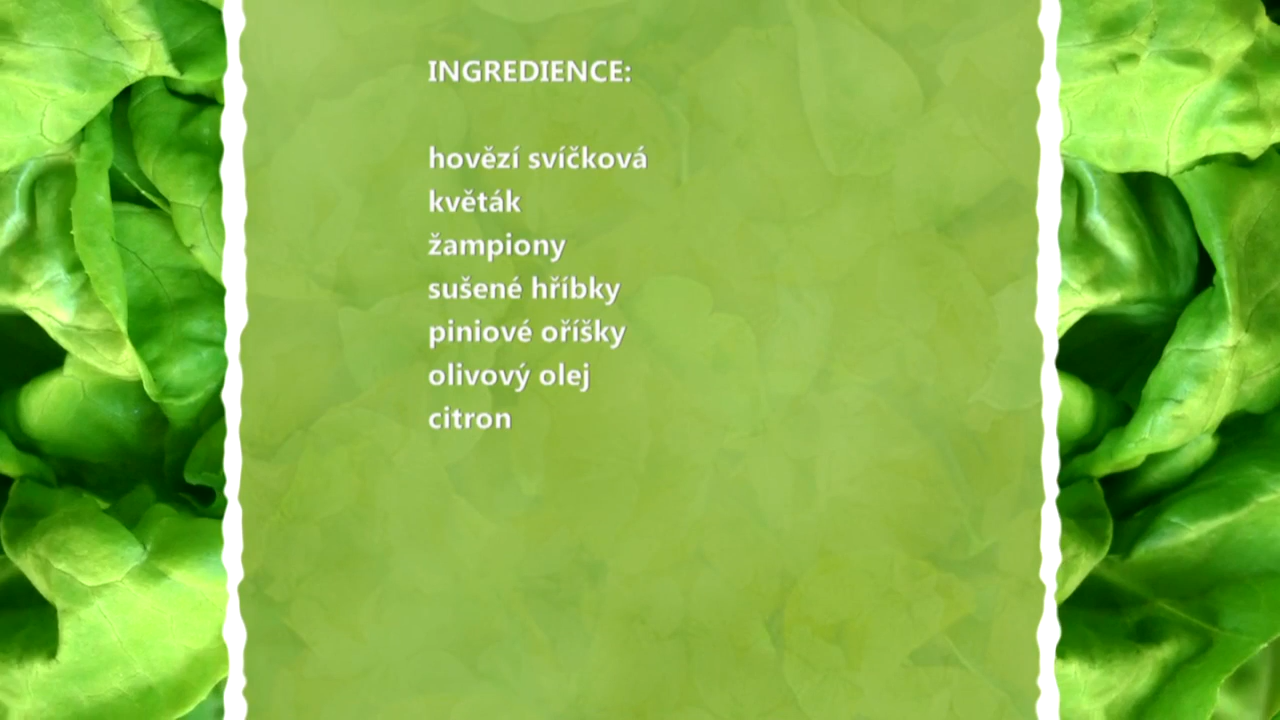 INGREDIENCE:
hovězí svíčková
květák
žampiony
sušené hříbky
piniové oříšky
olivový olej
citron